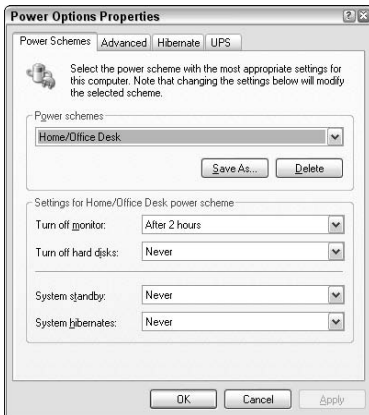 Power Options Properties
Power Schemes Advanced Hibernate UPS
Select the power scheme with the most appropriate settings for
this computer. Note that changing the settings below will modify
the selected scheme.
Power schemes
Home/Office Desk
Save As... Delete
Settings for Home/Office Desk power scheme
Turn off monitor: After 2 hours
Turn off hard disks: Never
System standby: Never
System hibernates: Never
OK Cancel Apply